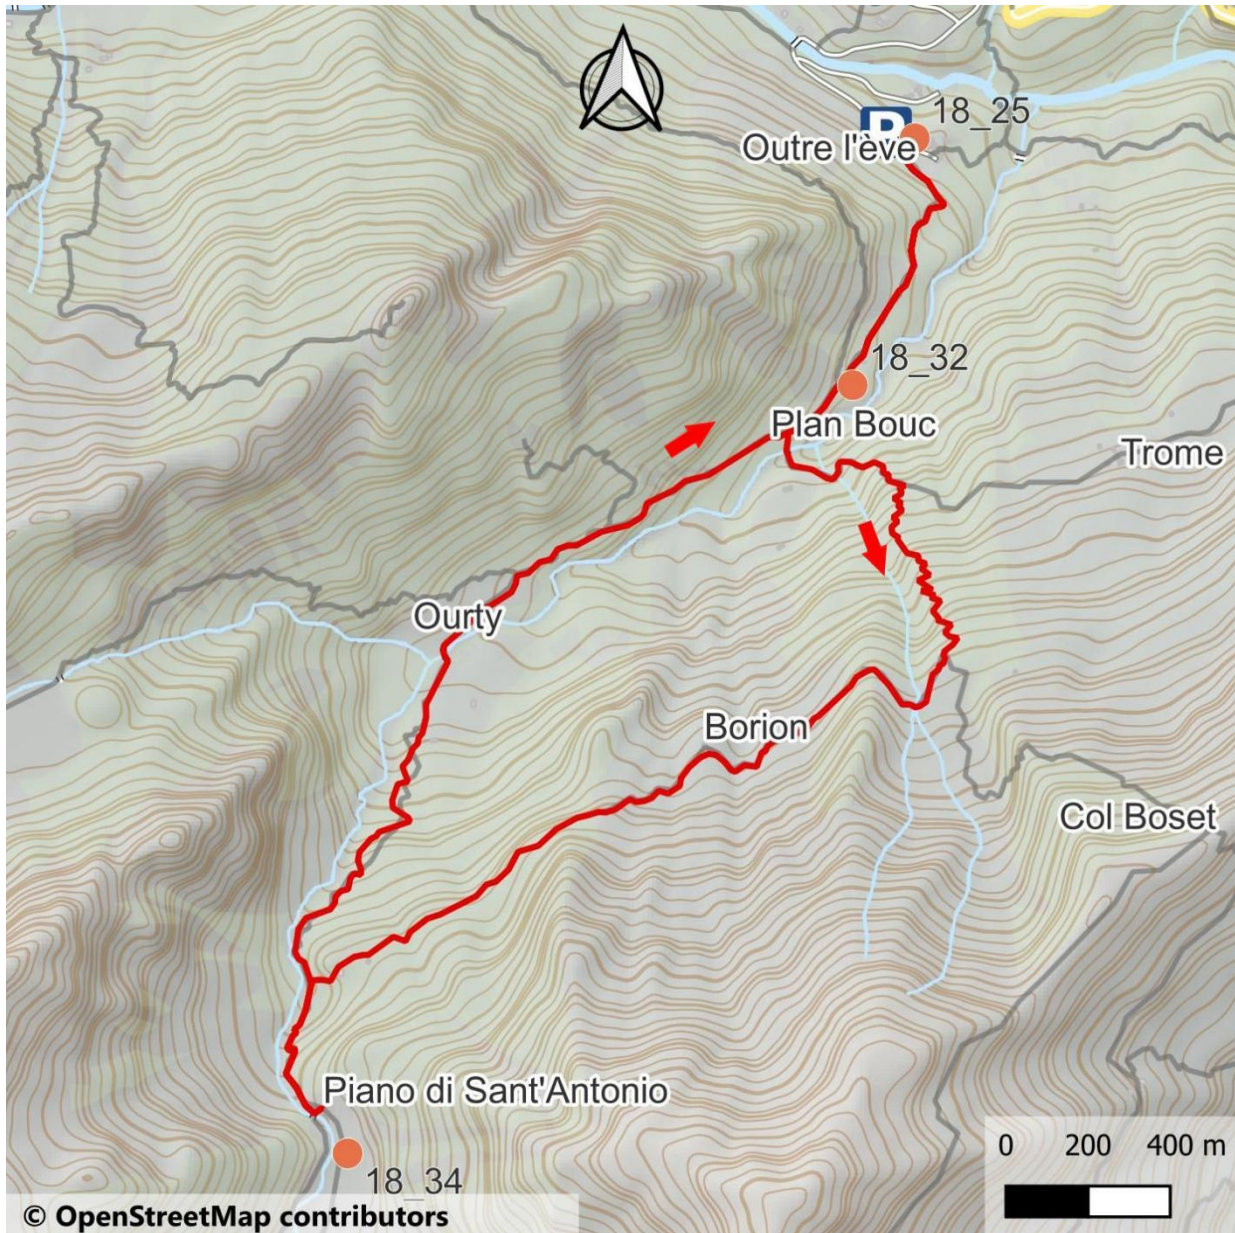 18_25
P
Outre l'ève
18_32
Plan Bouc
Trome
Ourty
Borion
Col Boset
Piano di Sant'Antonio
18_34
0 200 400 m
© OpenStreetMap contributors